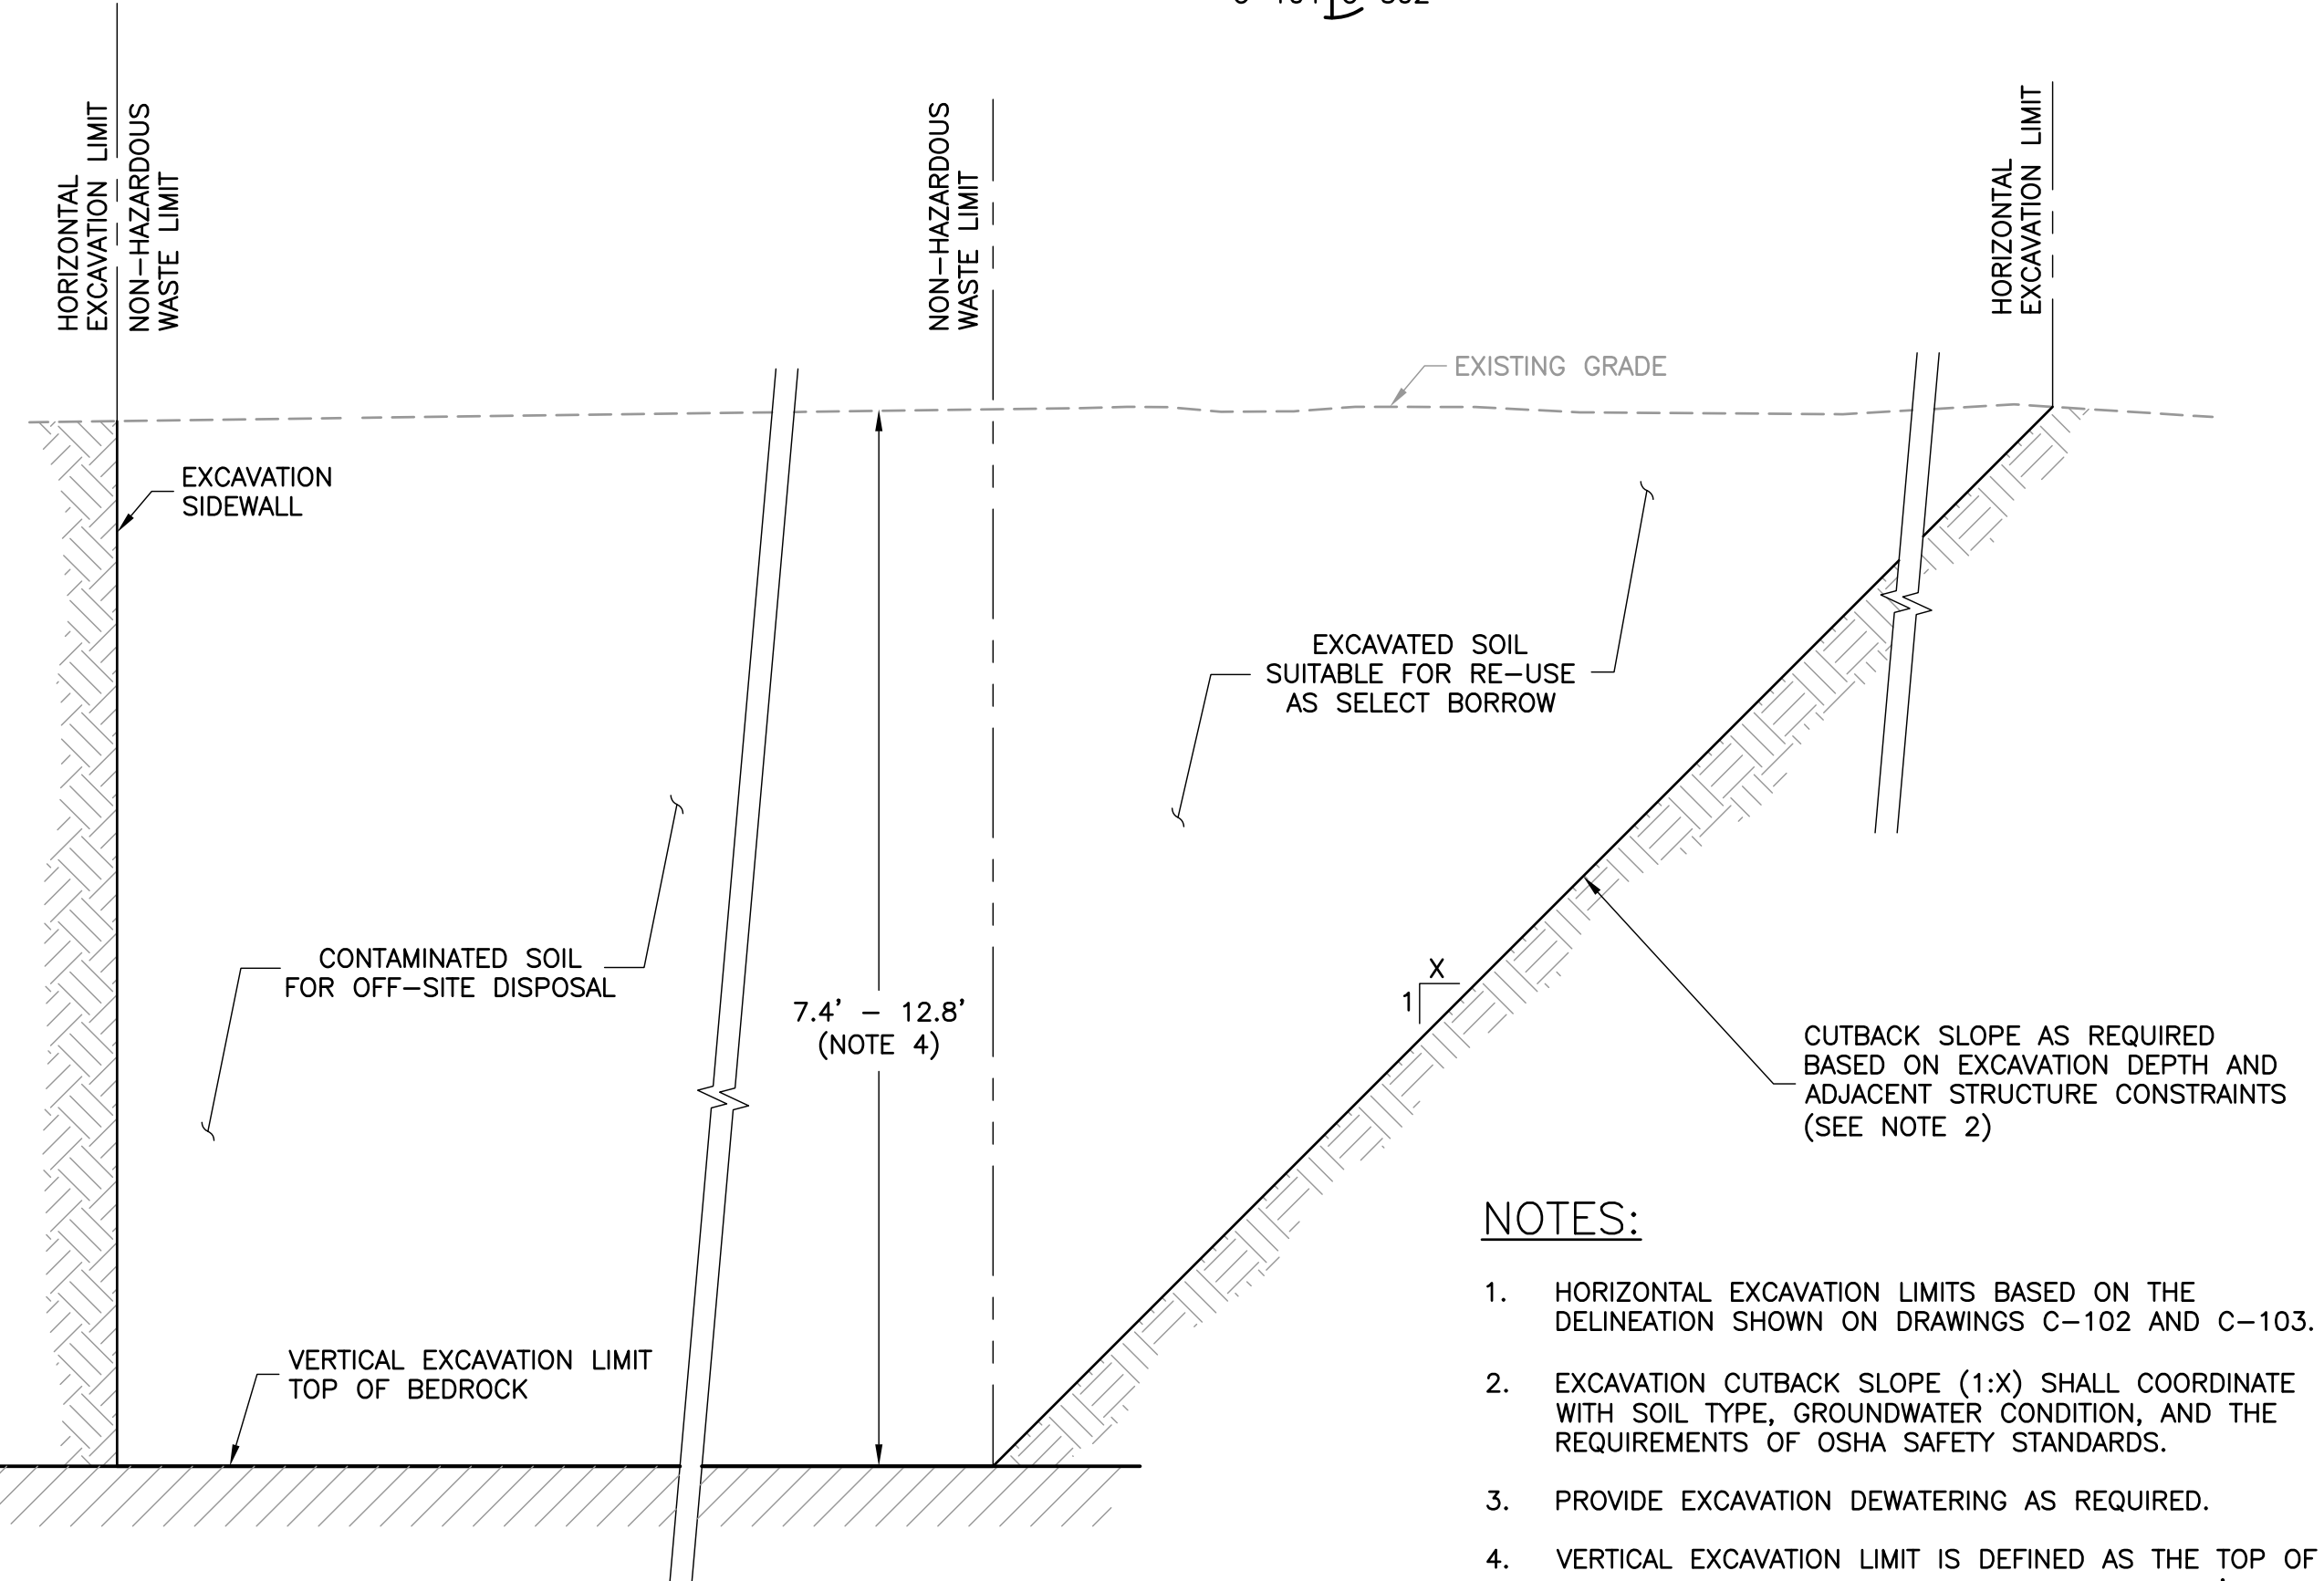 HORIZONTAL
EXCAVATION LIMIT
NON-HAZARDOUS
WASTE LIMIT
NON-HAZARDOUS
WASTE LIMIT
HORIZONTAL
EXCAVATION LIMIT
EXISTING GRADE
EXCAVATION
SIDEWALL
EXCAVATED SOIL
SUITABLE FOR RE-USE
AS SELECT BORROW
CONTAMINATED SOIL
FOR OFF-SITE DISPOSAL
7.4' - 12.8'
(NOTE 4)
X
1
CUTBACK SLOPE AS REQUIRED
BASED ON EXCAVATION DEPTH AND
ADJACENT STRUCTURE CONSTRAINTS
(SEE NOTE 2)
VERTICAL EXCAVATION LIMIT
TOP OF BEDROCK
NOTES:
1. HORIZONTAL EXCAVATION LIMITS BASED ON THE
DELINEATION SHOWN ON DRAWINGS C-102 AND C-103.
2. EXCAVATION CUTBACK SLOPE (1:X) SHALL COORDINATE
WITH SOIL TYPE, GROUNDWATER CONDITION, AND THE
REQUIREMENTS OF OSHA SAFETY STANDARDS.
3. PROVIDE EXCAVATION DEWATERING AS REQUIRED.
4. VERTICAL EXCAVATION LIMIT IS DEFINED AS THE TOP OF